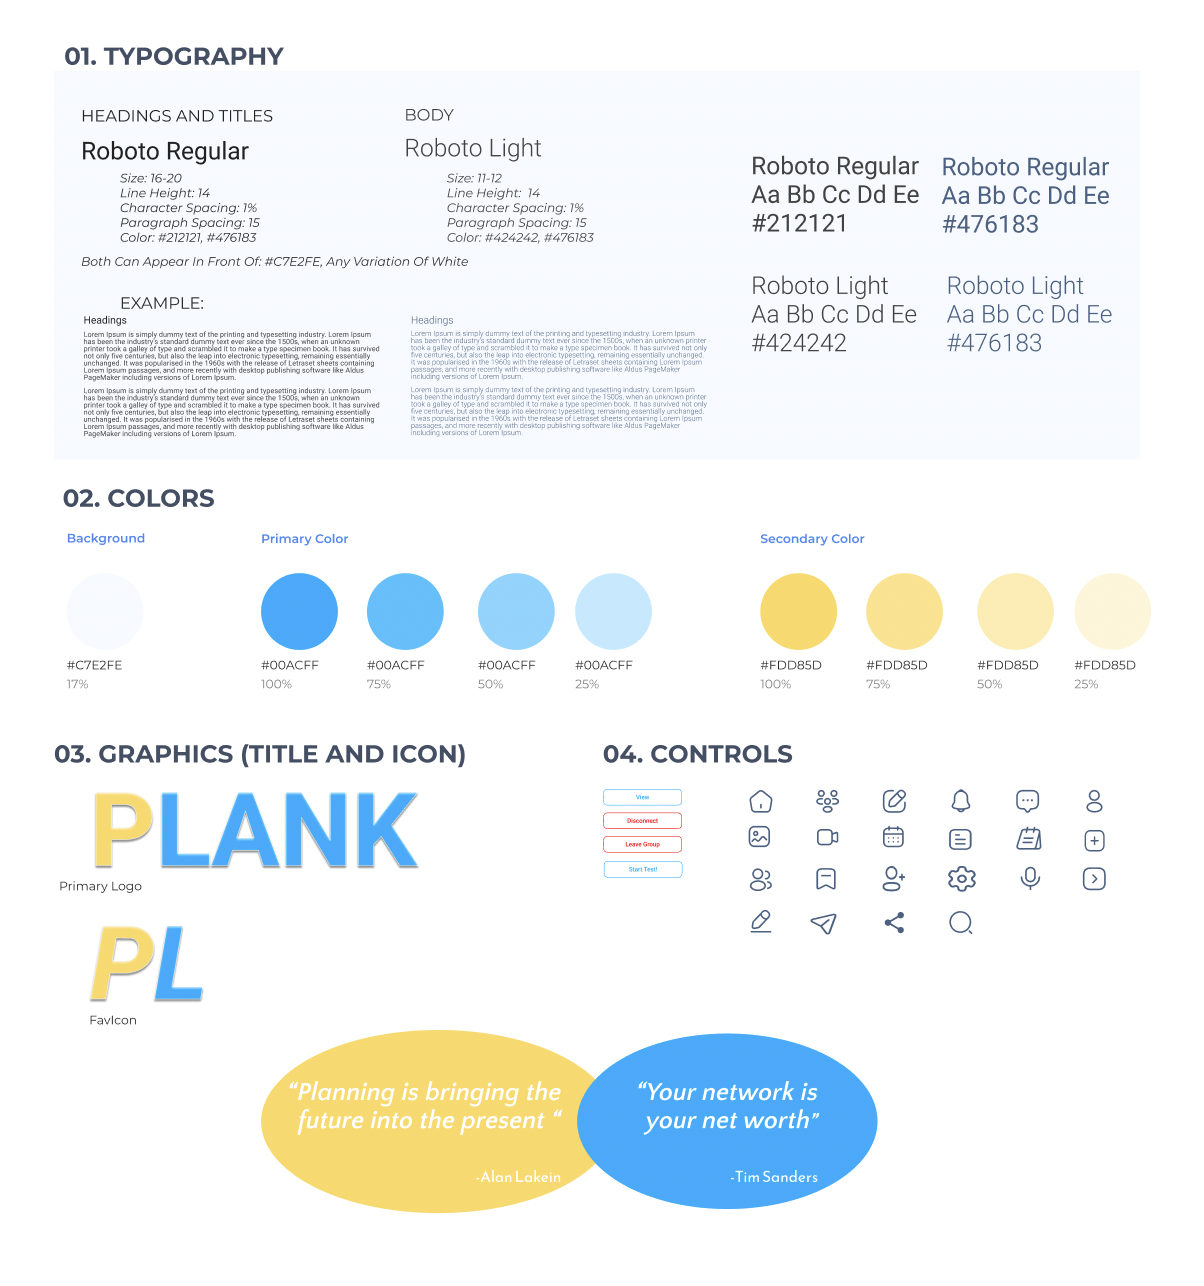 01. TYPOGRAPHY
HEADINGS AND TITLES
Roboto Regular
Size: 16-20
Line Height: 14
Character Spacing: 1%
Paragraph Spacing: 15
Color: #212121, #476183
BODY
Roboto Light
Size: 11-12
Line Height:  14
Character Spacing: 1%
Paragraph Spacing: 15
Color: #424242, #476183
Both Can Appear In Front Of: #C7E2FE, Any Variation Of White
Roboto Regular
Aa Bb Cc Dd Ee
#212121
Roboto Regular
Aa Bb Cc Dd Ee
#476183
Roboto Light
Aa Bb Cc Dd Ee
#424242
Roboto Light
Aa Bb Cc Dd Ee
#476183
EXAMPLE:
Headings
Lorem Ipsum is simply dummy text of the printing and typesetting industry. Lorem Ipsum
has been the industry's standard dummy text ever since the 1500s, when an unknown
printer took a galley of type and scrambled it to make a type specimen book. It has survived
not only five centuries, but also the leap into electronic typesetting, remaining essentially
unchanged. It was popularised in the 1960s with the release of Letraset sheets containing
Lorem Ipsum passages, and more recently with desktop publishing software like Aldus
PageMaker including versions of Lorem Ipsum.
Lorem Ipsum is simply dummy text of the printing and typesetting industry. Lorem Ipsum
has been the industry's standard dummy text ever since the 1500s, when an unknown
printer took a galley of type and scrambled it to make a type specimen book. It has survived
not only five centuries, but also the leap into electronic typesetting, remaining essentially
unchanged. It was popularised in the 1960s with the release of Letraset sheets containing
Lorem Ipsum passages, and more recently with desktop publishing software like Aldus
PageMaker including versions of Lorem Ipsum.
Headings
Lorem Ipsum is simply dummy text of the printing and typesetting industry. Lorem Ipsum
has been the industry's standard dummy text ever since the 1500s, when an unknown printer
took a galley of type and scrambled it to make a type specimen book. It has survived not only
five centuries, but also the leap into electronic typesetting, remaining essentially unchanged.
It was popularised in the 1960s with the release of Letraset sheets containing Lorem Ipsum
passages, and more recently with desktop publishing software like Aldus PageMaker
including versions of Lorem Ipsum.
Lorem Ipsum is simply dummy text of the printing and typesetting industry. Lorem Ipsum
has been the industry's standard dummy text ever since the 1500s, when an unknown printer
took a galley of type and scrambled it to make a type specimen book. It has survived not only
five centuries, but also the leap into electronic typesetting, remaining essentially unchanged.
It was popularised in the 1960s with the release of Letraset sheets containing Lorem Ipsum
passages, and more recently with desktop publishing software like Aldus PageMaker
including versions of Lorem Ipsum.
02. COLORS
Background
#C7E2FE
17%
Primary Color
#00ACFF
100%
#00ACFF
75%
#00ACFF
50%
#00ACFF
25%
Secondary Color
#FDD85D
100%
#FDD85D
75%
#FDD85D
50%
#FDD85D
25%
03. GRAPHICS (TITLE AND ICON)
PLANK
Primary Logo
PL
FavIcon
04. CONTROLS
View
Disconnect
Leave Group
Start Test!
“Planning is bringing the
future into the present “
-Alan Lakein
“Your network is
your net worth”
-Tim Sanders